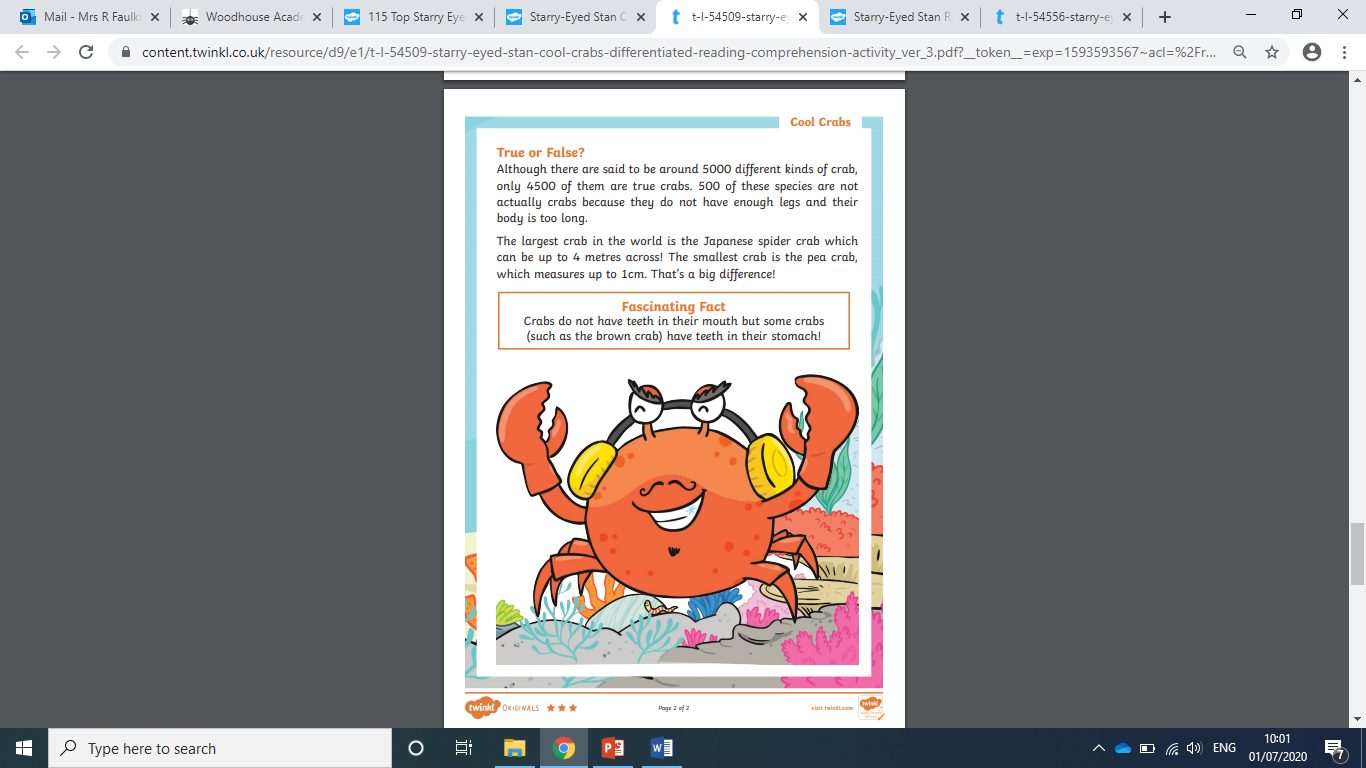 Mail - Mrs R Faulkn
Woodhouse Acade
115 Top Starry Eye
Starry-Eyed Stan C
t-l-54509-starry-ey
Starry-Eyed Stan R
t-l-54556-starry-ey
content.twinkl.co.uk/resource/d9/e1/t-l-54509-starry-eyed-stan-cool-crabs-differentiated-reading-comprehension-activity_ver_3.pdf?__token__=exp=1593593567~acl=%2Fr...
Cool Crabs
True or False?
Although there are said to be around 5000 different kinds of crab,
only 4500 of them are true crabs. 500 of these species are not
actually crabs because they do not have enough legs and their
body is too long.
The largest crab in the world is the Japanese spider crab which
can be up to 4 metres across! The smallest crab is the pea crab,
which measures up to 1cm. That's a big difference!
Fascinating Fact
Crabs do not have teeth in their mouth but some crabs
(such as the brown crab) have teeth in their stomach!
twinkl ORIGINALS
Page 2 of 2
visit twinkl.com
twinkl
Type here to search
ENG
10:01
01/07/2020
7